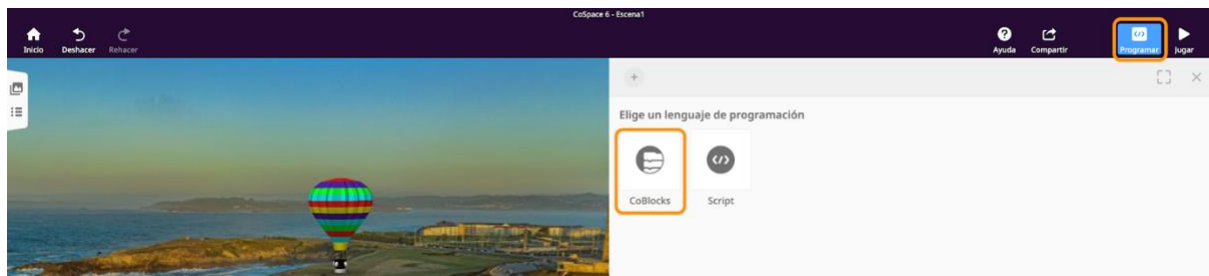 CoSpace 6 - Escena1
Inicio Deshacer Rehacer Ayuda Compartir Programar Jugar
Elige un lenguaje de programación
CoBlocks Script